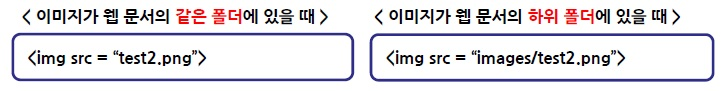 < 이미지가 웹 문서의 같은 폴더에 있을 때 >
<img src = “test2.png”>
< 이미지가 웹 문서의 하위 폴더에 있을 때 >
<img src = “images/test2.png”>